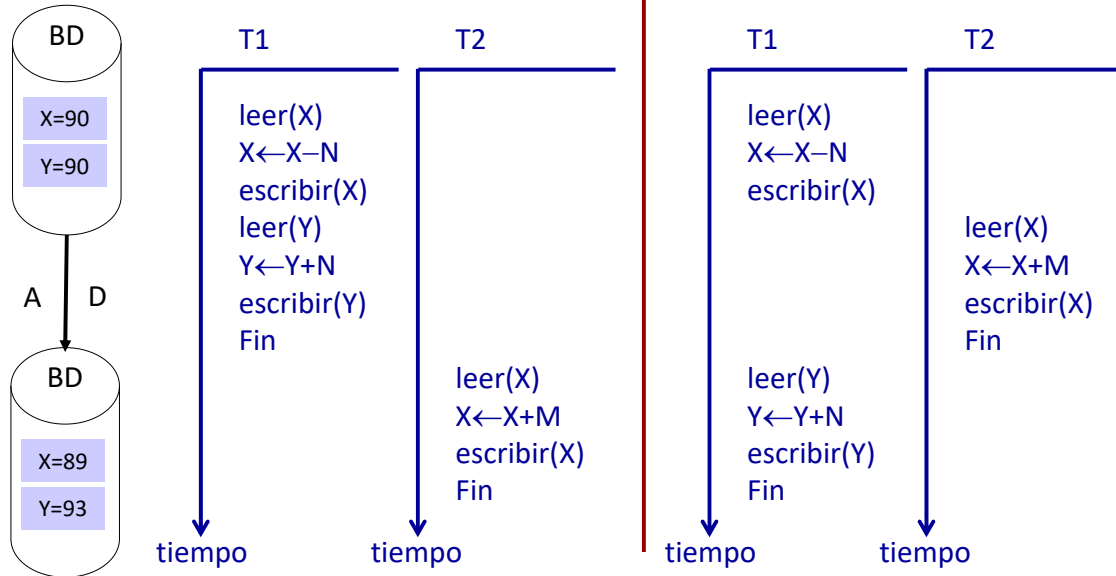 BD
X=90
Y=90
A D
BD
X=89
Y=93
T1
leer(X)
X←X−N
escribir(X)
leer(Y)
Y←Y+N
escribir(Y)
Fin
tiempo
T2
leer(X)
X←X+M
escribir(X)
Fin
tiempo
T1
leer(X)
X←X−N
escribir(X)
leer(Y)
Y←Y+N
escribir(Y)
Fin
tiempo
T2
leer(X)
X←X+M
escribir(X)
Fin
tiempo